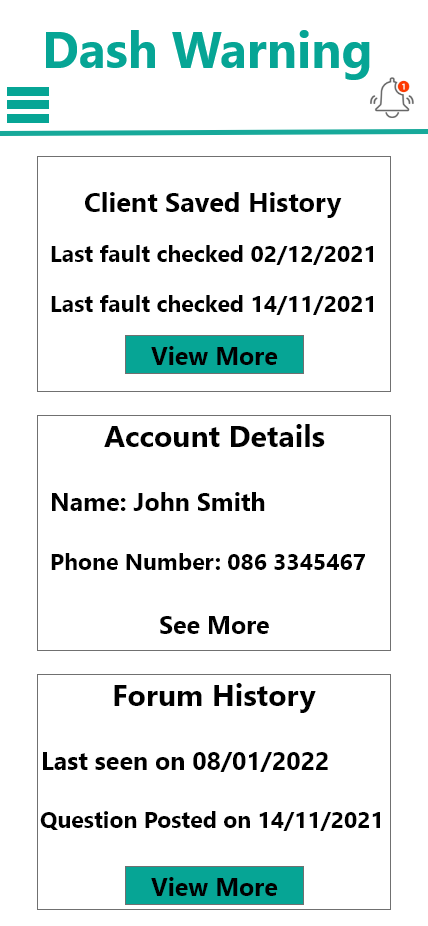 Dash Warning
1
Client Saved History
Last fault checked 02/12/2021
Last fault checked 14/11/2021
View More
Account Details
Name: John Smith
Phone Number: 086 3345467
See More
Forum History
Last seen on 08/01/2022
Question Posted on 14/11/2021
View More